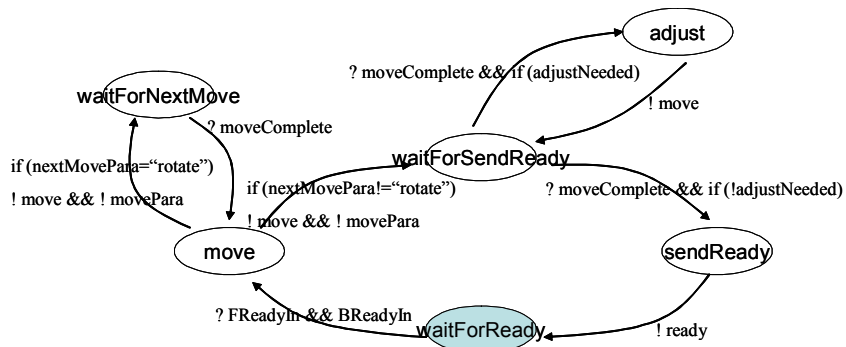 adjust
? moveComplete && if (adjustNeeded)
waitForNextMove
! move
? moveComplete
waitForSendReady
if (nextMovePara=“rotate”)
if (nextMovePara!=“rotate”)
? moveComplete && if (!adjustNeeded)
! move && ! movePara
! move && ! movePara
move
sendReady
? FReadyIn && BReadyIn
waitForReady
! ready